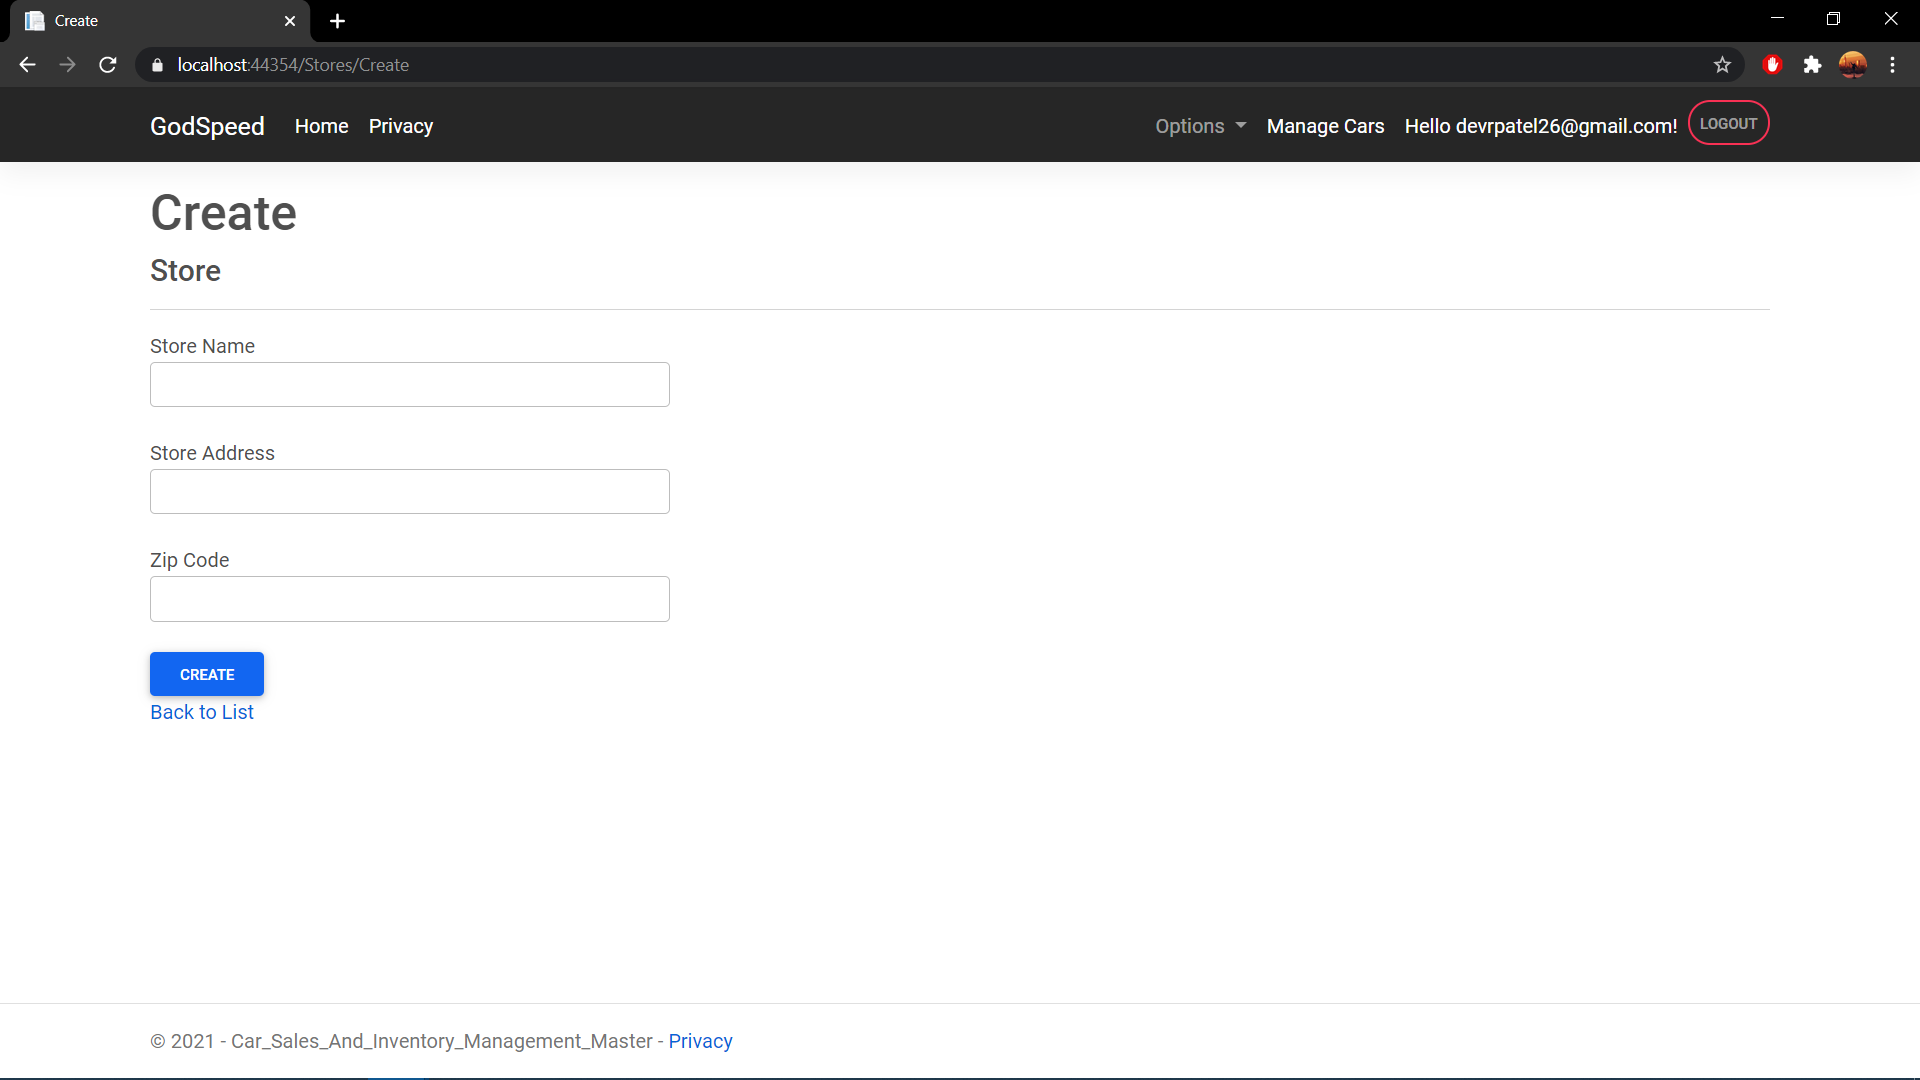 Create
localhost:44354/Stores/Create
GodSpeed Home Privacy Options Manage Cars Hello devrpatel26@gmail.com! LOGOUT
Create
Store
Store Name
Store Address
Zip Code
CREATE
Back to List
© 2021 - Car_Sales_And_Inventory_Management_Master - Privacy